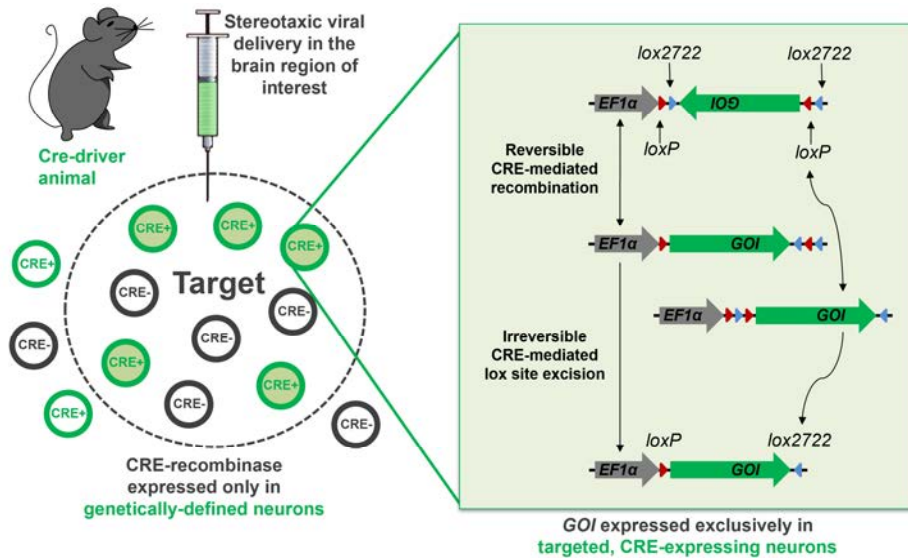 Stereotaxic viral
delivery in the
brain region of
interest
Cre-driver
animal
CRE+
CRE+
CRE+
CRE+
CRE-
Target
CRE-
CRE-
CRE-
CRE+
CRE-
CRE+
CRE+
CRE-
CRE-recombinase
expressed only in
genetically-defined neurons
lox2722
lox2722
EF1α
GOI
loxP
loxP
Reversible
CRE-mediated
recombination
EF1α
GOI
EF1α
GOI
Irreversible
CRE-mediated
lox site excision
loxP
lox2722
EF1α
GOI
GOI expressed exclusively in
targeted, CRE-expressing neurons